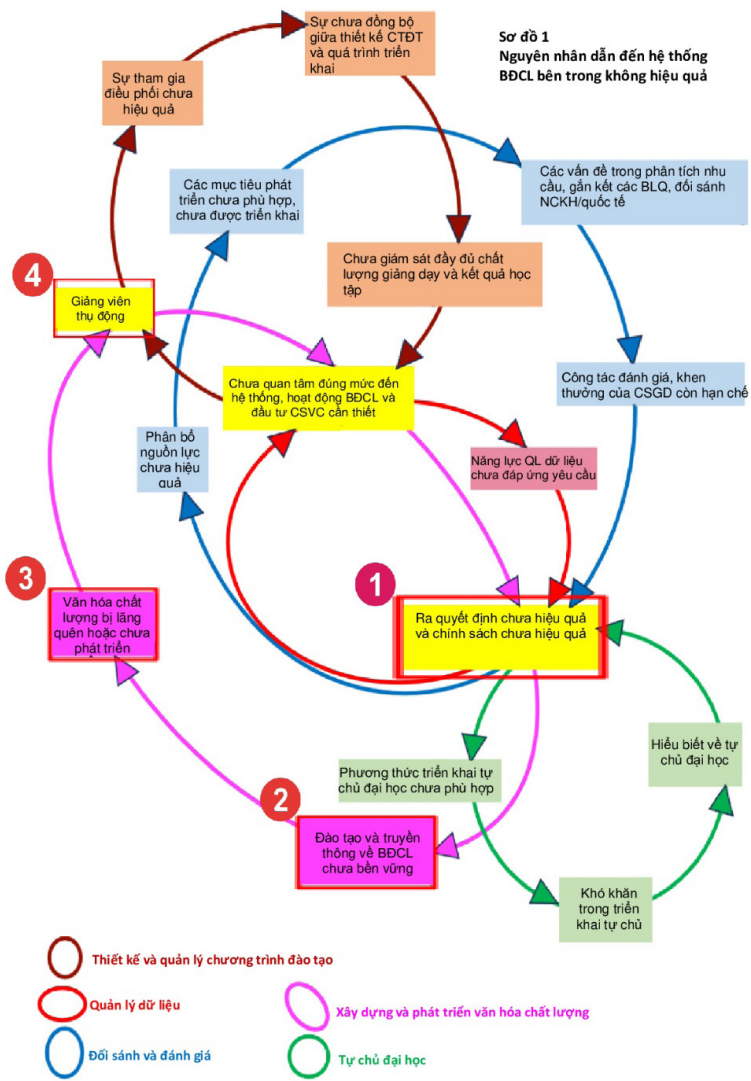 Sự chưa đồng bộ
giữa thiết kế CTĐT
và quá trình triển
khai
Sơ đồ 1
Nguyên nhân dẫn đến hệ thống
BĐCL bên trong không hiệu quả
Sự tham gia
điều phối chưa
hiệu quả
Các mục tiêu phát
triển chưa phù hợp,
chưa được triển khai
Các vấn đề trong phân tích nhu
cầu, gắn kết các BLQ, đối sánh
NCKH/quốc tế
Chưa giám sát đầy đủ chất
lượng giảng dạy và kết quả học
tập
4
Giảng viên
thụ động
Chưa quan tâm đúng mức đến
hệ thống, hoạt động BĐCL và
đầu tư CSVC cần thiết
Công tác đánh giá, khen
thưởng của CSGD còn hạn chế
Phân bổ
nguồn lực
chưa hiệu
quả
Năng lực QL dữ liệu
chưa đáp ứng yêu cầu
3
Văn hóa chất
lượng bị lãng
quên hoặc chưa
phát triển
1
Ra quyết định chưa hiệu quả
và chính sách chưa hiệu quả
Hiểu biết về tự
chủ đại học
Phương thức triển khai tự
chủ đại học chưa phù hợp
2
Đào tạo và truyền
thông về BĐCL
chưa bền vững
Khó khăn
trong triển
khai tự chủ
Thiết kế và quản lý chương trình đào tạo
Quản lý dữ liệu
Xây dựng và phát triển văn hóa chất lượng
Đối sánh và đánh giá
Tự chủ đại học